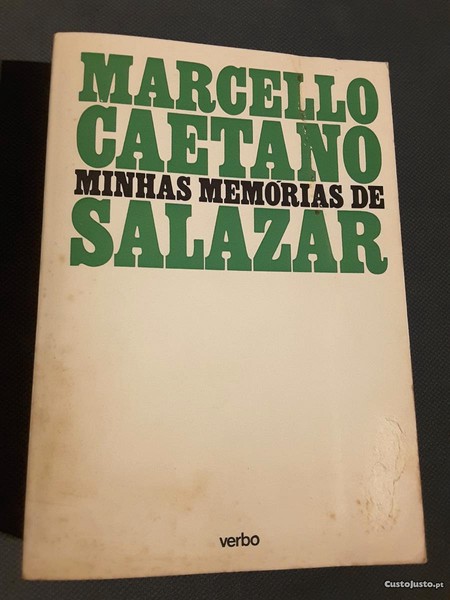 MARCELLO
CAETANO
MINHAS MEMÓRIAS DE
SALAZAR
verbo
CustoJusto.pt